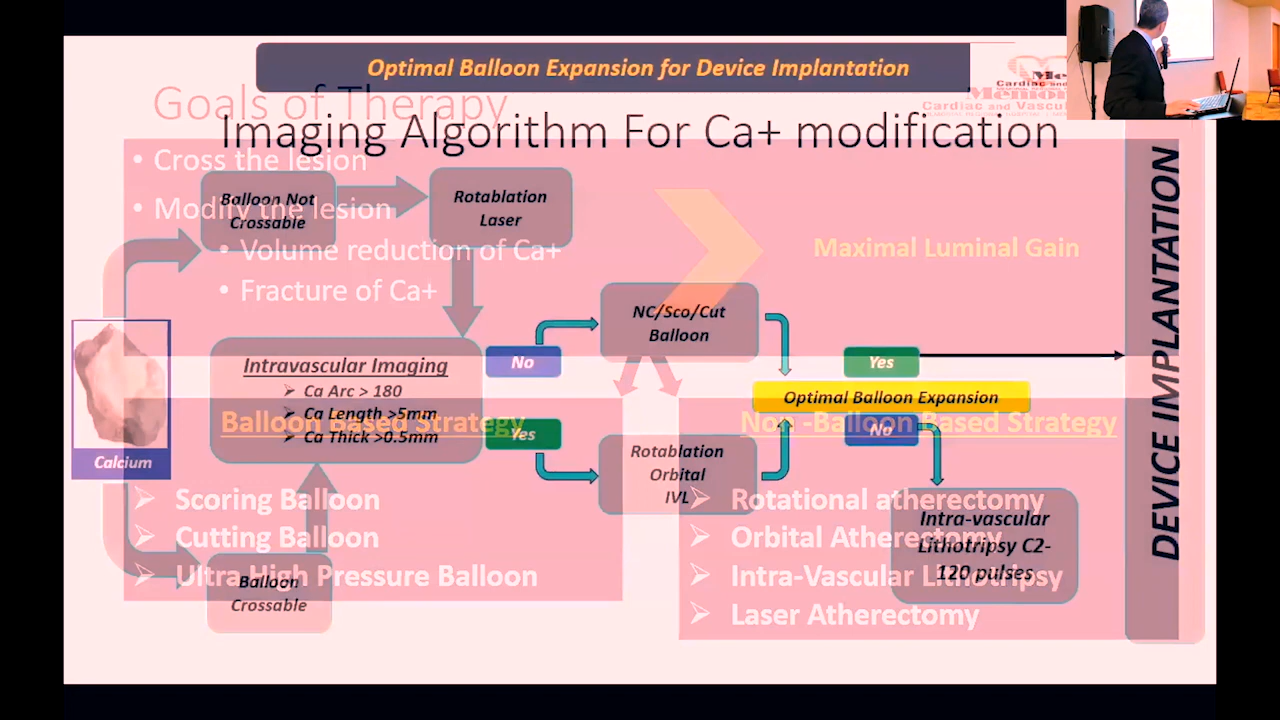 Optimal Balloon Expansion for Device Implantation
Goals of Therapy
Imaging Algorithm For Ca+ modification
Cardiac and Vascu
• Cross the lesion
• Modify the lesion
• Volume reduction of Ca+
• Fracture of Ca+
Maximal Luminal Gain
Balloon Not
Crossable
Rotablation
Laser
NC/Sco/Cut
Balloon
Calcium
Intravascular Imaging
➢ Ca Arc > 180
➢ Ca Length >5mm
➢ Ca Thick >0.5mm
No
Yes
Rotablation
Orbital
IVL
Yes
Optimal Balloon Expansion
No
Intra-vascular
Lithotripsy C2-
120 pulses
Balloon
Crossable
DEVICE IMPLANTATION
Balloon Based Strategy
➢ Scoring Balloon
➢ Cutting Balloon
➢ Ultra High Pressure Balloon
Non -Balloon Based Strategy
➢ Rotational atherectomy
➢ Orbital Atherectomy
➢ Intra-Vascular Lithotripsy
➢ Laser Atherectomy